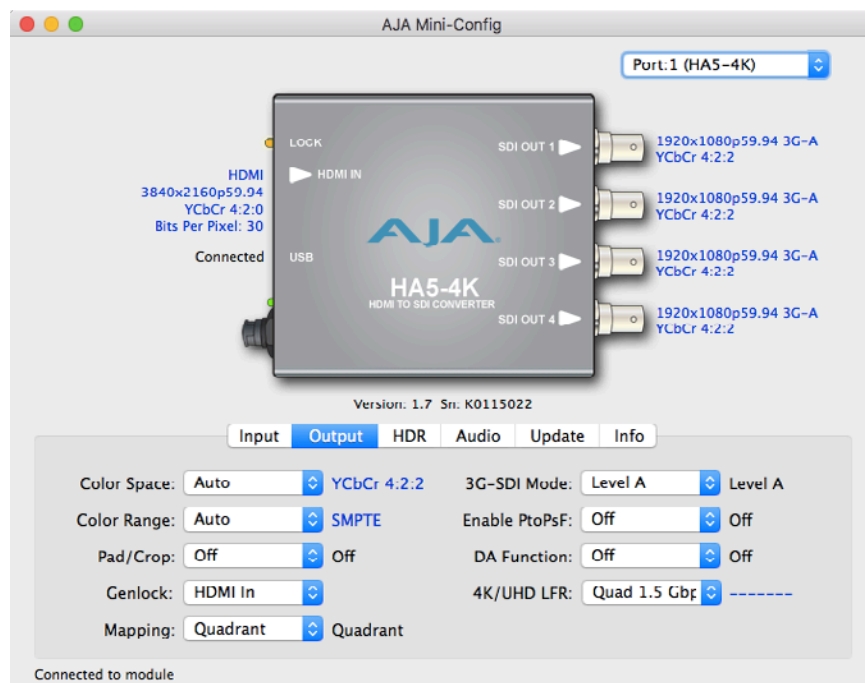 AJA Mini-Config
Port:1 (HA5-4K)
LOCK
HDMI IN
USB
HDMI
3840x2160p59.94
YCbCr 4:2:0
Bits Per Pixel: 30
Connected
AJA
HA5-4K
HDMI TO SDI CONVERTER
SDI OUT 1
1920x1080p59.94 3G-A
YCbCr 4:2:2
SDI OUT 2
1920x1080p59.94 3G-A
YCbCr 4:2:2
SDI OUT 3
1920x1080p59.94 3G-A
YCbCr 4:2:2
SDI OUT 4
1920x1080p59.94 3G-A
YCbCr 4:2:2
Version: 1.7 Sn: K0115022
Input Output HDR Audio Update Info
Color Space: Auto YCbCr 4:2:2
Color Range: Auto SMPTE
Pad/Crop: Off Off
Genlock: HDMI In
Mapping: Quadrant Quadrant
3G-SDI Mode: Level A Level A
Enable PtoPsF: Off Off
DA Function: Off Off
4K/UHD LFR: Quad 1.5 Gbp -------
Connected to module